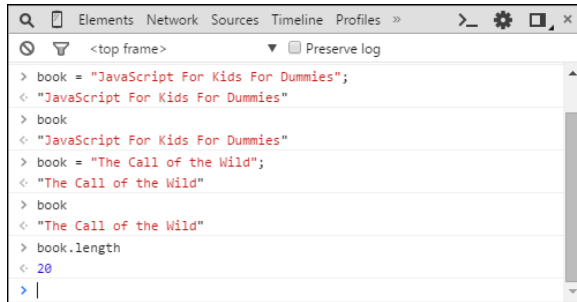 Elements Network Sources Timeline Profiles »
<top frame> ▼ Preserve log
> book = "JavaScript For Kids For Dummies";
<· "JavaScript For Kids For Dummies"
> book
<· "JavaScript For Kids For Dummies"
> book = "The Call of the Wild";
<· "The Call of the Wild"
> book
<· "The Call of the Wild"
> book.length
<· 20
>